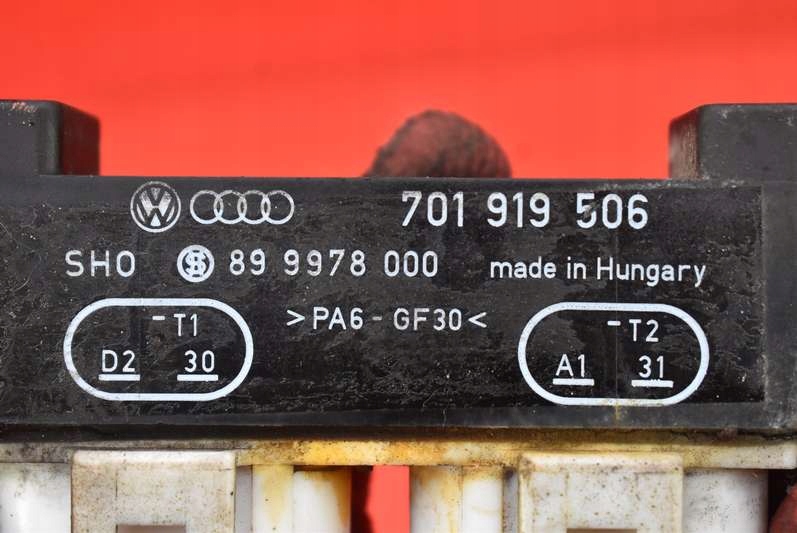 701 919 506
SHO 89 9978 000 made in Hungary
-T1
D2 30
>PA6-GF30<
-T2
A1 31